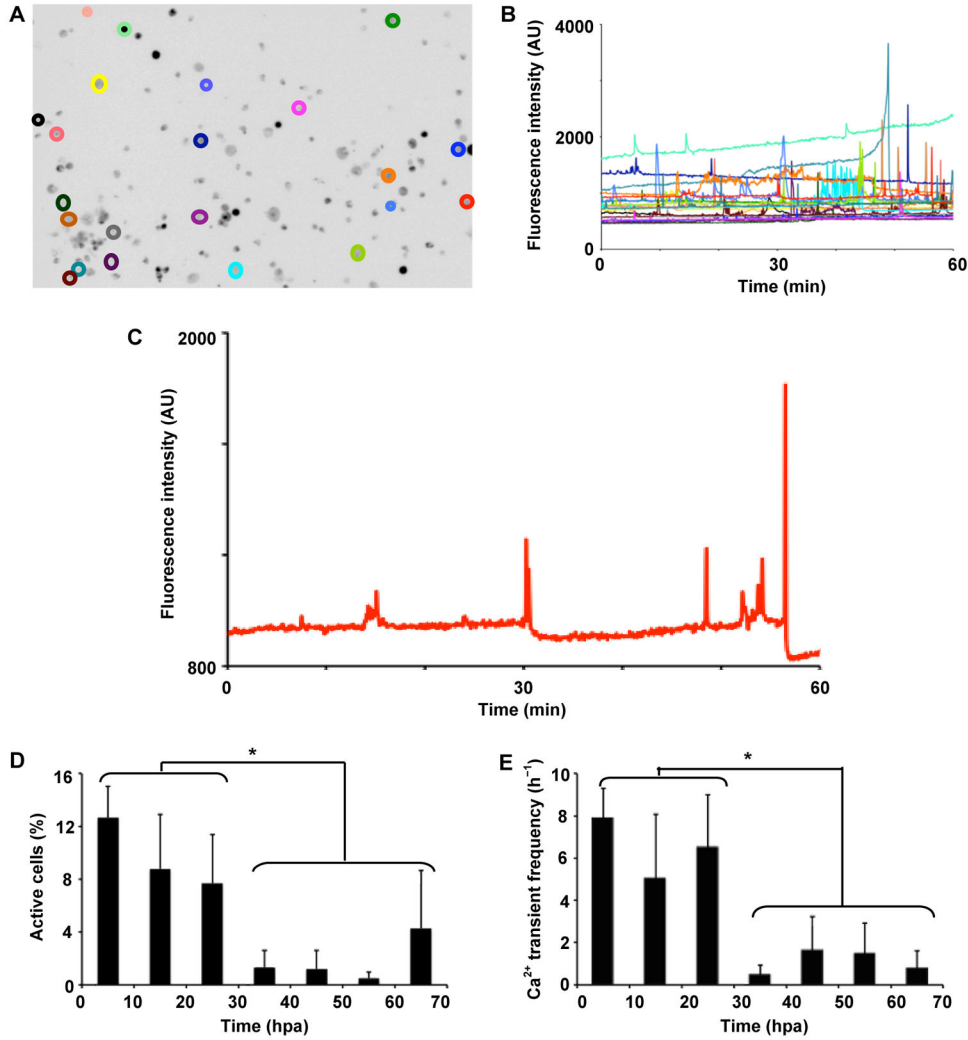 A
B
Fluorescence intensity (AU)
4000
2000
0
0
30
60
Time (min)
C
Fluorescence intensity (AU)
2000
800
0
30
60
Time (min)
D
*
Active cells (%)
16
12
8
4
0
0 10 20 30 40 50 60 70
Time (hpa)
E
*
Ca²⁺ transient frequency (h⁻¹)
10
8
6
4
2
0
0 10 20 30 40 50 60 70
Time (hpa)